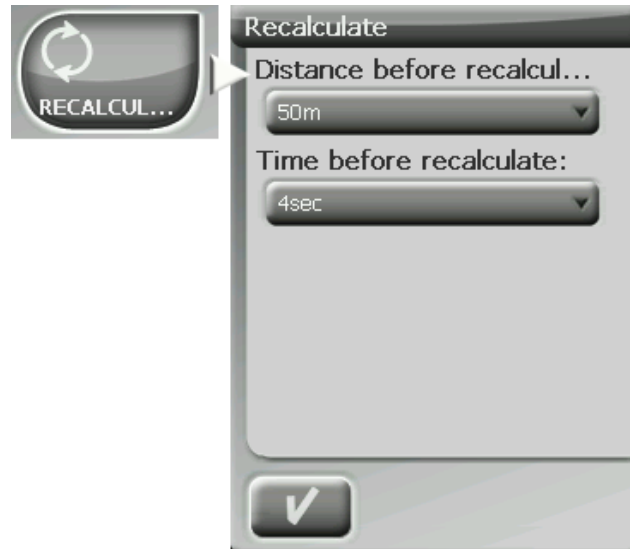 RECALCUL...
Recalculate
Distance before recalcul...
50m
Time before recalculate:
4sec